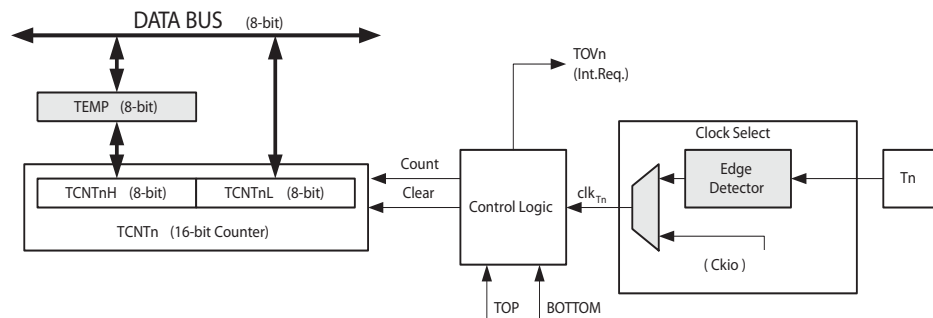 DATA BUS (8-bit)
TOVn
(Int.Req.)
TEMP (8-bit)
Clock Select
Count
Edge
Detector
Tn
TCNTnH (8-bit)
TCNTnL (8-bit)
Clear
Control Logic
clkTn
TCNTn (16-bit Counter)
( Ckio )
TOP
BOTTOM